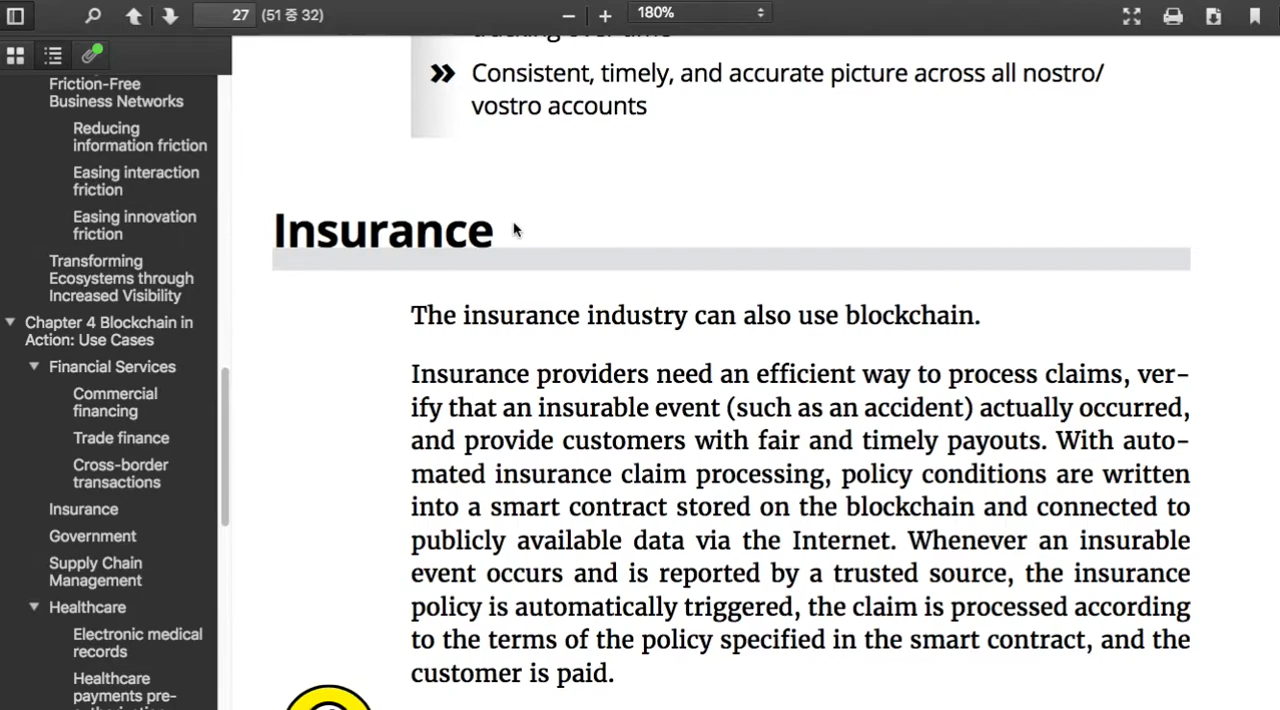 27 (51 중 32)
180%
Friction-Free
Business Networks
Reducing
information friction
Easing interaction
friction
Easing innovation
friction
Transforming
Ecosystems through
Increased Visibility
Chapter 4 Blockchain in
Action: Use Cases
Financial Services
Commercial
financing
Trade finance
Cross-border
transactions
Insurance
Government
Supply Chain
Management
Healthcare
Electronic medical
records
Healthcare
payments pre-
» Consistent, timely, and accurate picture across all nostro/
vostro accounts
Insurance
The insurance industry can also use blockchain.
Insurance providers need an efficient way to process claims, ver-
ify that an insurable event (such as an accident) actually occurred,
and provide customers with fair and timely payouts. With auto-
mated insurance claim processing, policy conditions are written
into a smart contract stored on the blockchain and connected to
publicly available data via the Internet. Whenever an insurable
event occurs and is reported by a trusted source, the insurance
policy is automatically triggered, the claim is processed according
to the terms of the policy specified in the smart contract, and the
customer is paid.